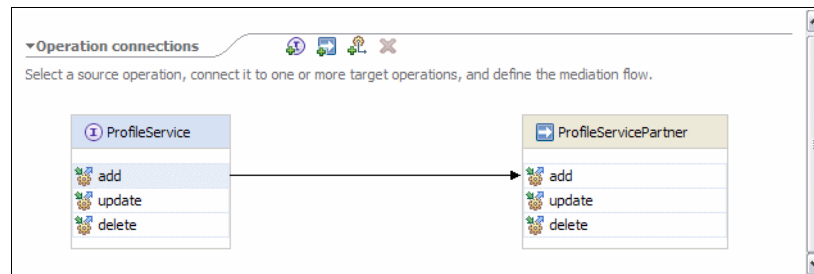 Operation connections
Select a source operation, connect it to one or more target operations, and define the mediation flow.
I ProfileService
ProfileServicePartner
add
add
update
update
delete
delete